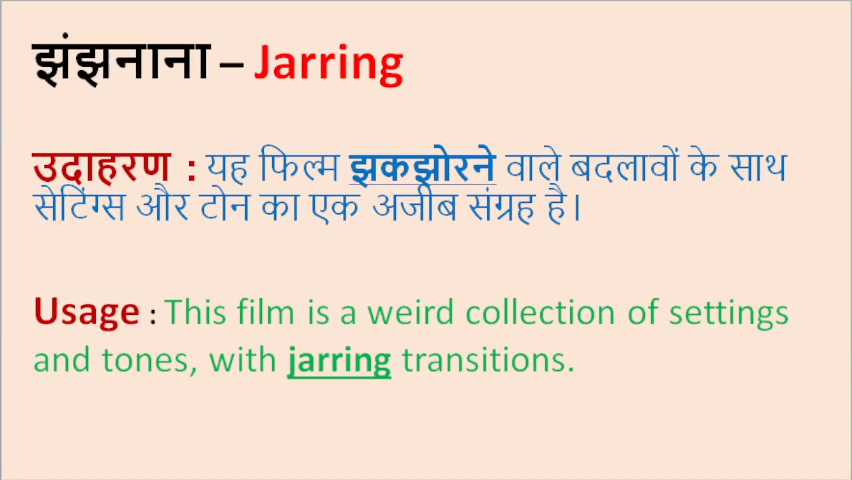 झंझनाना – Jarring
उदाहरण : यह फिल्म झकझोरने वाले बदलावों के साथ
सेटिंग्स और टोन का एक अजीब संग्रह है।
Usage : This film is a weird collection of settings
and tones, with jarring transitions.